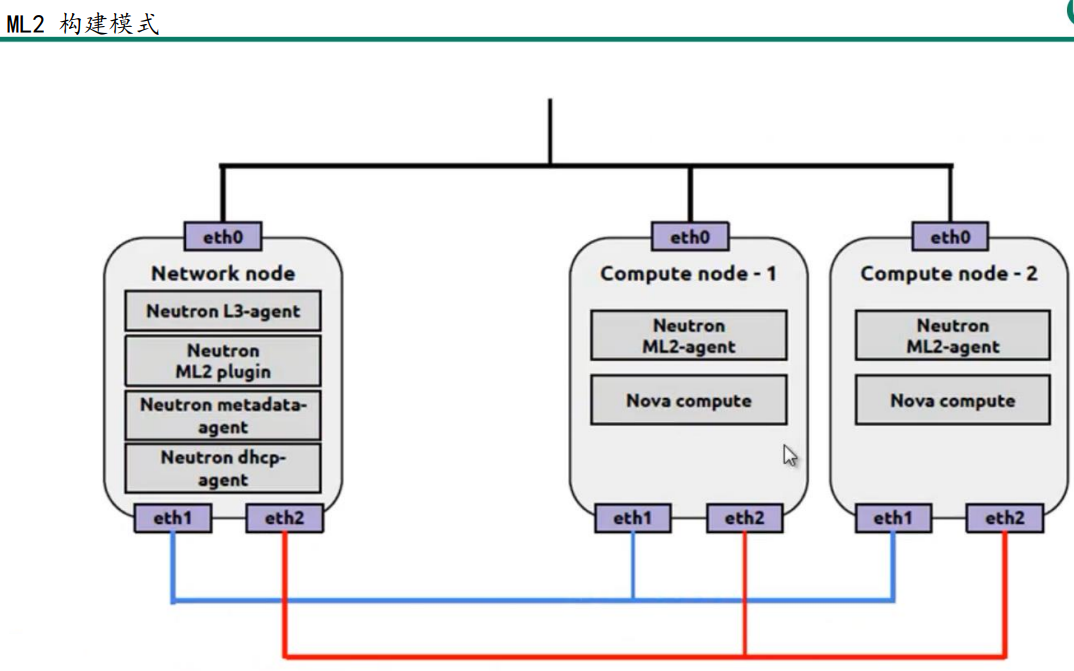 ML2 构建模式
eth0
eth0
eth0
Network node
Neutron L3-agent
Neutron
ML2 plugin
Neutron metadata-
agent
Neutron dhcp-
agent
eth1
eth2
Compute node - 1
Neutron
ML2-agent
Nova compute
eth1
eth2
Compute node - 2
Neutron
ML2-agent
Nova compute
eth1
eth2